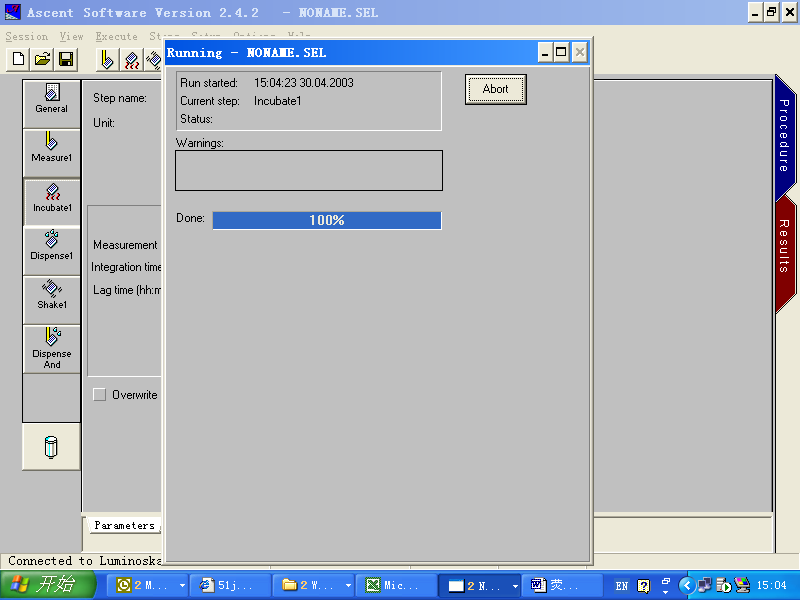 Ascent Software Version 2.4.2 - NONAME.SEL
Session View Execute Steps Setup Options Help
Running - NONAME.SEL
Run started: 15:04:23 30.04.2003
Current step: Incubate1
Status:
Abort
Warnings:
Done: 100%
General
Measure1
Incubate1
Dispense1
Shake1
Dispense
And
Step name:
Unit:
Measurement
Integration time
Lag time (hh:m
Overwrite
Parameters
Procedure
Results
Connected to Luminoska
开始
2 M...
51j...
2 W...
Mic...
2 N...
荧...
EN
15:04